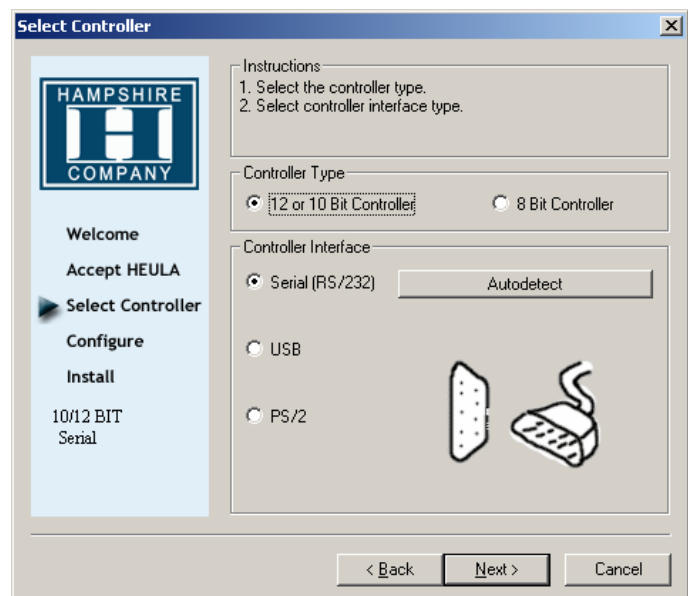 Select Controller
HAMPSHIRE
COMPANY
Welcome
Accept HEULA
Select Controller
Configure
Install
10/12 BIT
Serial
Instructions
1. Select the controller type.
2. Select controller interface type.
Controller Type
12 or 10 Bit Controller
8 Bit Controller
Controller Interface
Serial (RS/232)
Autodetect
USB
PS/2
< Back
Next >
Cancel